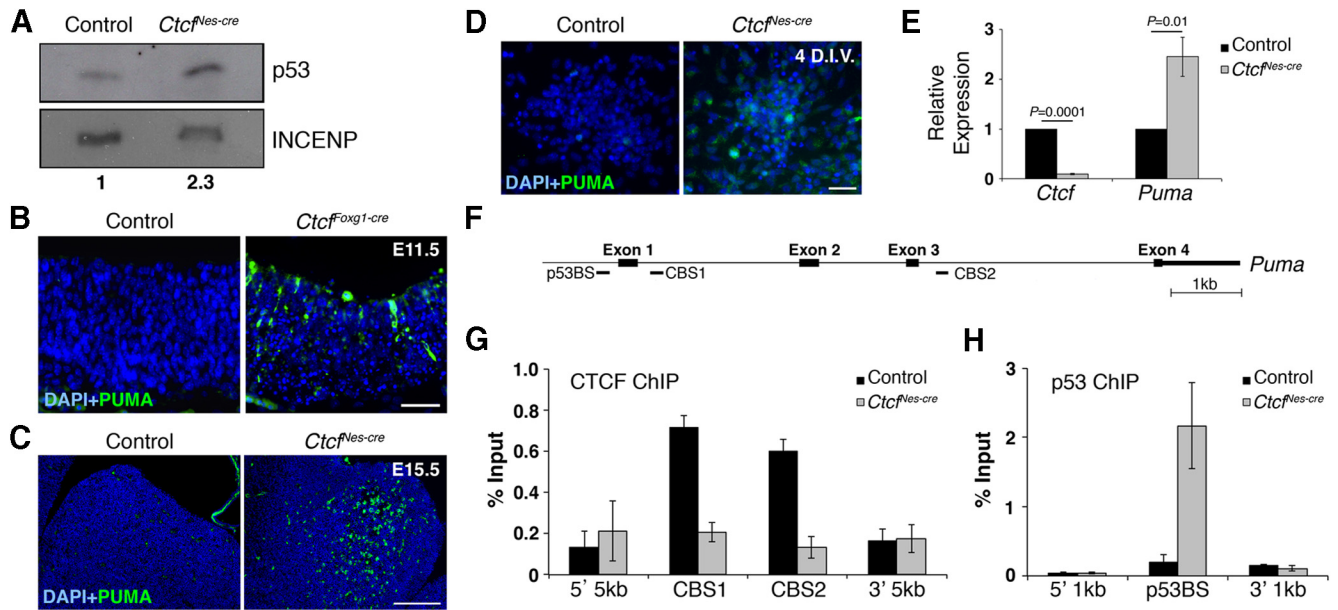 A
Control
Ctcf^Nes-cre
p53
INCENP
1
2.3
B
Control
Ctcf^Foxg1-cre
E11.5
DAPI+PUMA
C
Control
Ctcf^Nes-cre
E15.5
DAPI+PUMA
D
Control
Ctcf^Nes-cre
4 D.I.V.
DAPI+PUMA
E
Relative Expression
3
2
1
0
P=0.0001
P=0.01
Control
Ctcf^Nes-cre
Ctcf
Puma
F
Exon 1
Exon 2
Exon 3
Exon 4
p53BS
CBS1
CBS2
Puma
1kb
G
CTCF ChIP
Control
Ctcf^Nes-cre
% Input
1.0
0.8
0.6
0.4
0.2
0
5' 5kb
CBS1
CBS2
3' 5kb
H
p53 ChIP
Control
Ctcf^Nes-cre
% Input
3
2
1
0
5' 1kb
p53BS
3' 1kb